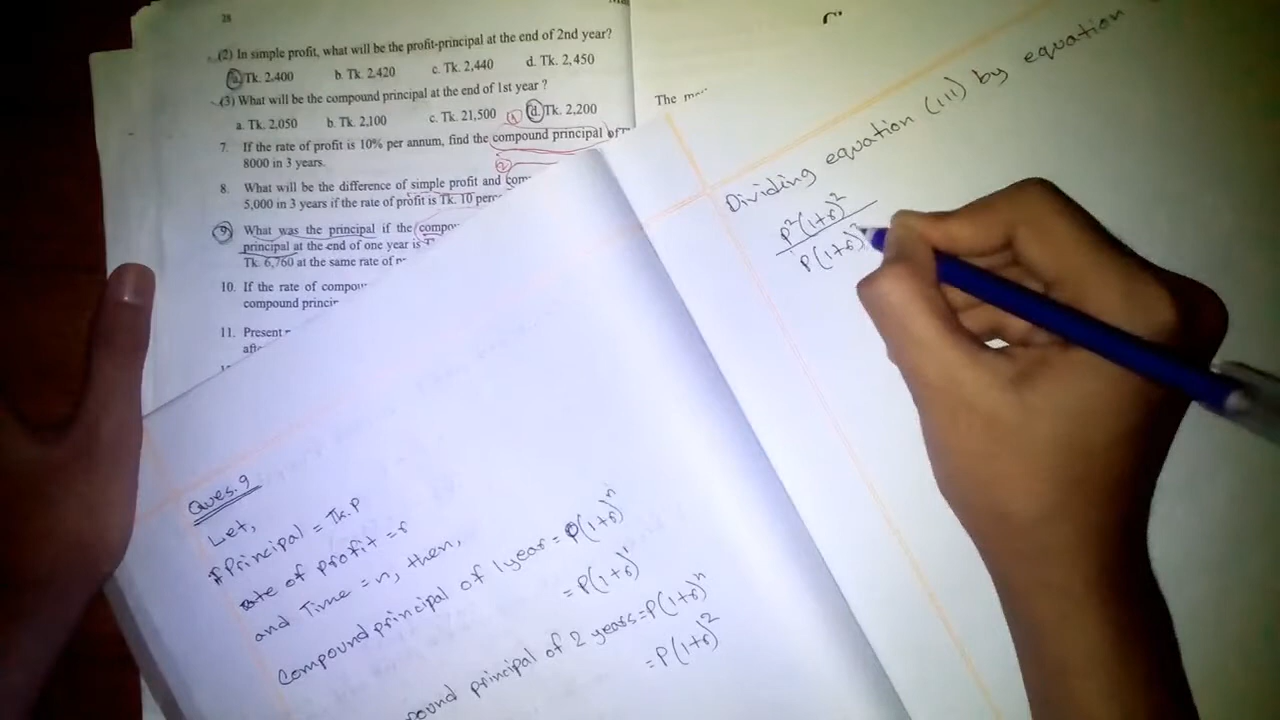 28
(2) In simple profit, what will be the profit-principal at the end of 2nd year?
a. Tk. 2,400 b. Tk. 2,420 c. Tk. 2,440 d. Tk. 2,450
(3) What will be the compound principal at the end of 1st year ?
a. Tk. 2,050 b. Tk. 2,100 c. Tk. 21,500 d. Tk. 2,200
7. If the rate of profit is 10% per annum, find the compound principal of
8000 in 3 years.
8. What will be the difference of simple profit and
5,000 in 3 years if the rate of profit is Tk. 10
9. What was the principal if the
principal at the end of one year is
Tk. 6,760 at the same rate of
10. If the rate of
compound
11. Present
The
Dividing equation (iii) by equation
P²(1+r)²
P(1+r)
Ques. 9
Let,
Principal = Tk. P
rate of profit = r
and Time = n, then,
Compound principal of 1 year = P(1+r)ⁿ
= P(1+r)¹
principal of 2 years = P(1+r)ⁿ
= P(1+r)²